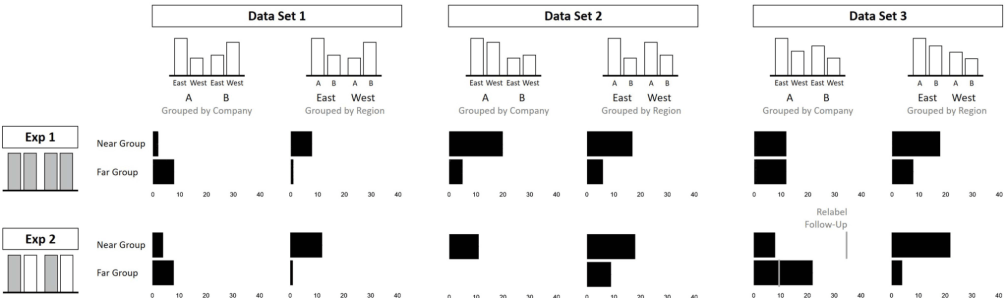 Data Set 1 Data Set 2 Data Set 3
East West East West A B A B East West East West A B A B East West East West A B A B
A B East West A B East West A B East West
Grouped by Company Grouped by Region Grouped by Company Grouped by Region Grouped by Company Grouped by Region
Exp 1
Near Group
Far Group
0 10 20 30 40 0 10 20 30 40 0 10 20 30 40 0 10 20 30 40 0 10 20 30 40 0 10 20 30 40
Relabel
Follow-Up
Exp 2
Near Group
Far Group
0 10 20 30 40 0 10 20 30 40 0 10 20 30 40 0 10 20 30 40 0 10 20 30 40 0 10 20 30 40